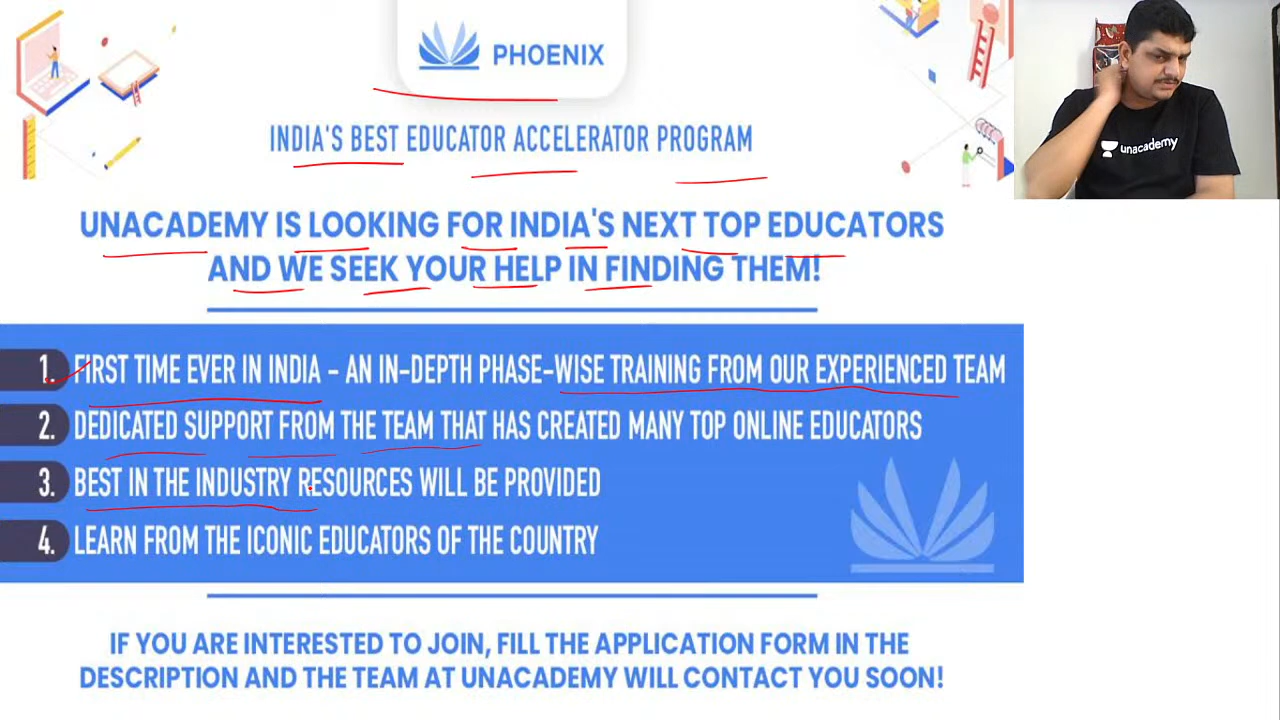 PHOENIX
unacademy
INDIA'S BEST EDUCATOR ACCELERATOR PROGRAM
UNACADEMY IS LOOKING FOR INDIA'S NEXT TOP EDUCATORS
AND WE SEEK YOUR HELP IN FINDING THEM!
1. FIRST TIME EVER IN INDIA - AN IN-DEPTH PHASE-WISE TRAINING FROM OUR EXPERIENCED TEAM
2. DEDICATED SUPPORT FROM THE TEAM THAT HAS CREATED MANY TOP ONLINE EDUCATORS
3. BEST IN THE INDUSTRY RESOURCES WILL BE PROVIDED
4. LEARN FROM THE ICONIC EDUCATORS OF THE COUNTRY
IF YOU ARE INTERESTED TO JOIN, FILL THE APPLICATION FORM IN THE
DESCRIPTION AND THE TEAM AT UNACADEMY WILL CONTACT YOU SOON!